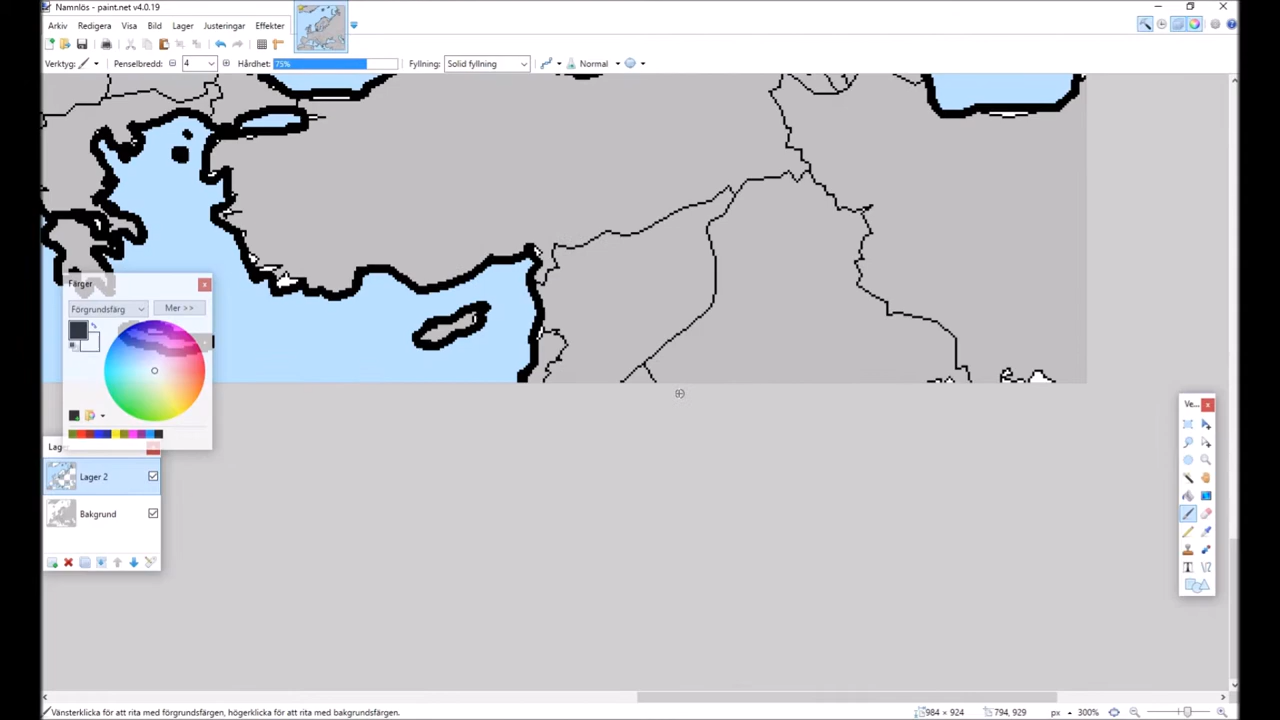 Namnlös - paint.net v4.0.19
Arkiv Redigera Visa Bild Lager Justeringar Effekter
Verktyg: Penselbredd: 4 Hårdhet: 75% Fyllning: Solid fyllning Normal
Färger
Förgrundsfärg Mer >>
Lag
Lager 2
Bakgrund
Ve...
T
Vänsterklicka för att rita med förgrundsfärgen, högerklicka för att rita med bakgrundsfärgen. 984 × 924 794, 929 px 300%